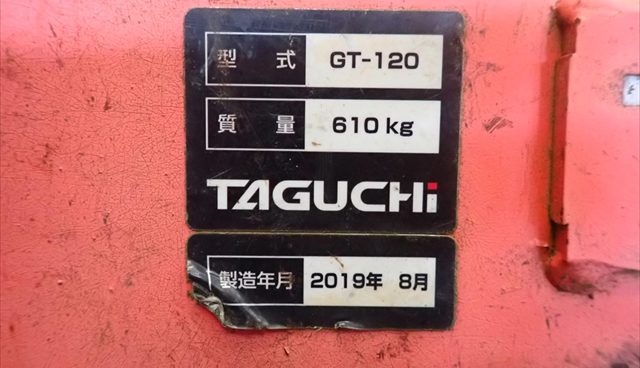 型 式 GT-120
質 量 610 kg
TAGUCHi
製造年月 2019年 8月